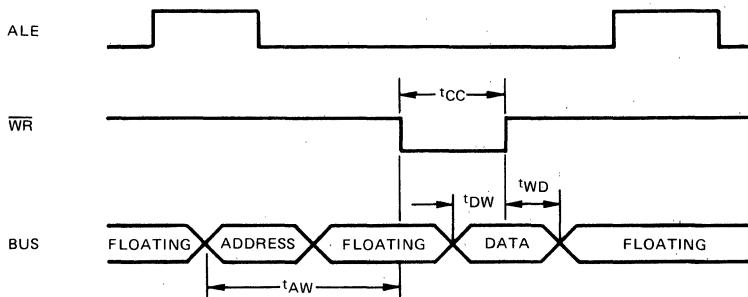 ALE
tCC
WR
tWD
tDW
BUS FLOATING ADDRESS FLOATING DATA FLOATING
tAW